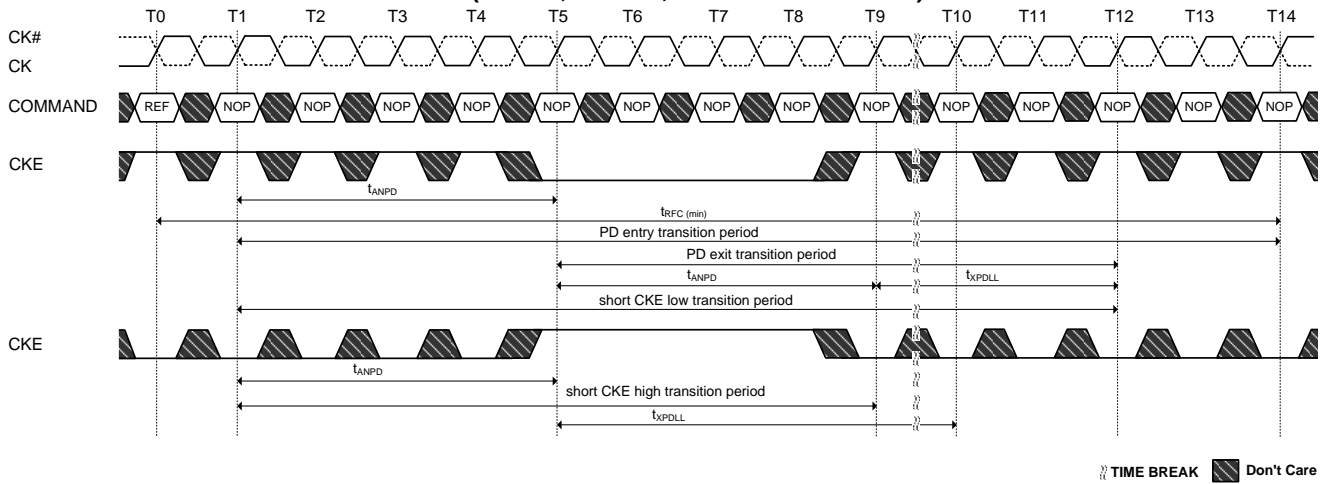 T0 T1 T2 T3 T4 T5 T6 T7 T8 T9 T10 T11 T12 T13 T14
CK#
CK
COMMAND REF NOP NOP NOP NOP NOP NOP NOP NOP NOP NOP NOP NOP NOP NOP
CKE
tANPD
tRFC (min)
PD entry transition period
PD exit transition period
tANPD tXPDLL
short CKE low transition period
CKE
tANPD
short CKE high transition period
tXPDLL
TIME BREAK Don't Care